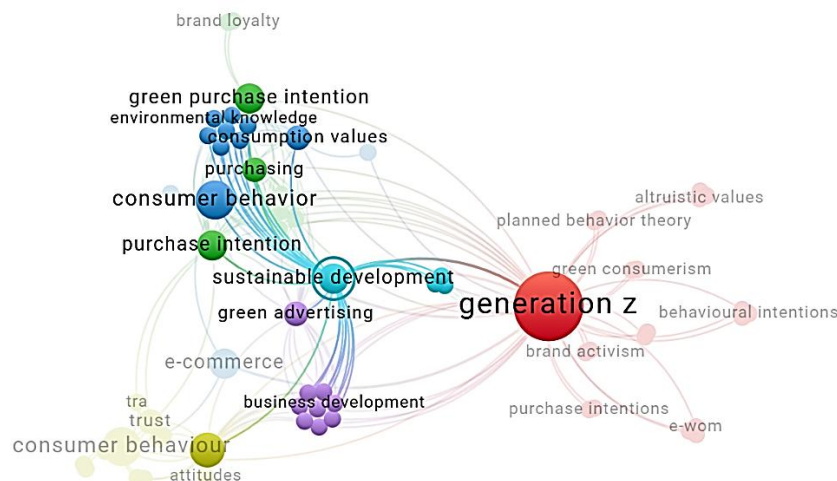 brand loyalty
green purchase intention
environmental knowledge
consumption values
purchasing
consumer behavior
altruistic values
planned behavior theory
purchase intention
green consumerism
sustainable development
generation z
green advertising
behavioural intentions
brand activism
e-commerce
business development
tra
purchase intentions
trust
e-wom
consumer behaviour
attitudes